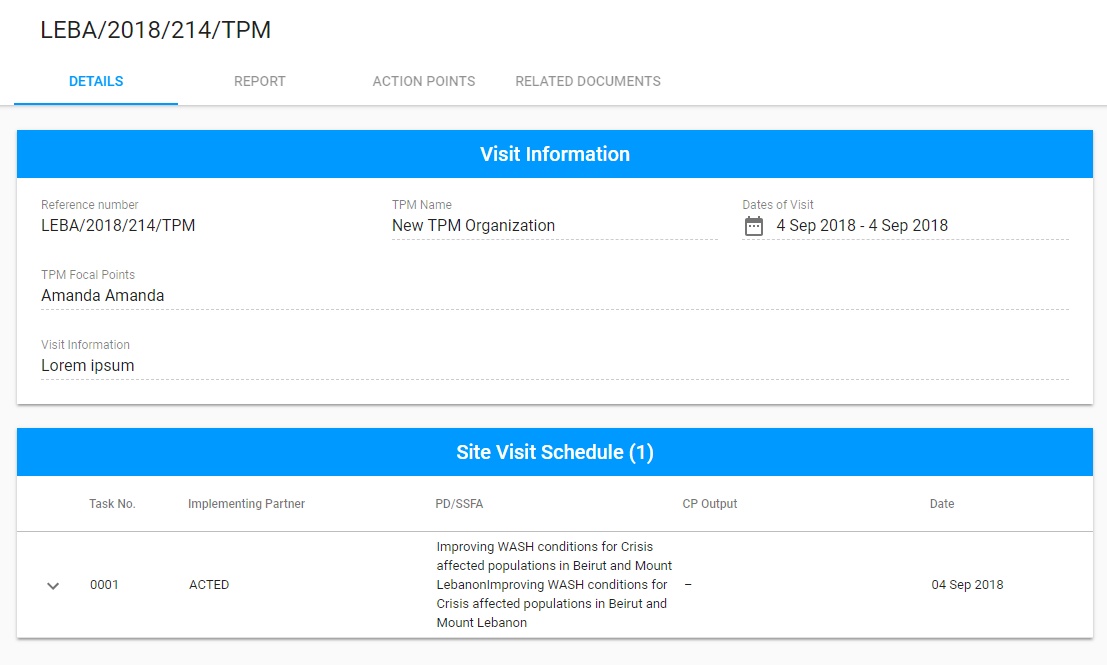 LEBA/2018/214/TPM
DETAILS REPORT ACTION POINTS RELATED DOCUMENTS
Visit Information
Reference number TPM Name Dates of Visit
LEBA/2018/214/TPM New TPM Organization 4 Sep 2018 - 4 Sep 2018
TPM Focal Points
Amanda Amanda
Visit Information
Lorem ipsum
Site Visit Schedule (1)
Task No. Implementing Partner PD/SSFA CP Output Date
Improving WASH conditions for Crisis
affected populations in Beirut and Mount
0001 ACTED LebanonImproving WASH conditions for – 04 Sep 2018
Crisis affected populations in Beirut and
Mount Lebanon